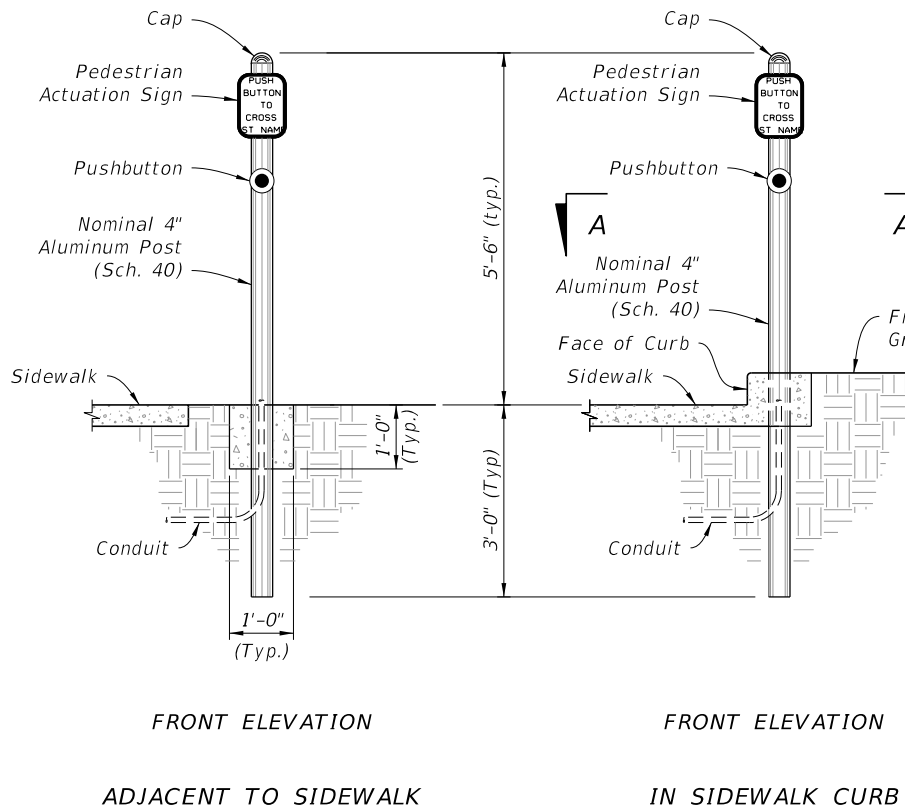 Cap
Pedestrian
Actuation Sign
PUSH
BUTTON
TO
CROSS
ST NAME
Pushbutton
Nominal 4"
Aluminum Post
(Sch. 40)
Sidewalk
Conduit
1'-0"
(Typ.)
1'-0"
(Typ.)
5'-6" (typ.)
3'-0" (Typ)
FRONT ELEVATION
ADJACENT TO SIDEWALK
Cap
Pedestrian
Actuation Sign
PUSH
BUTTON
TO
CROSS
ST NAME
Pushbutton
A
A
Nominal 4"
Aluminum Post
(Sch. 40)
Face of Curb
Sidewalk
Conduit
FRONT ELEVATION
IN SIDEWALK CURB